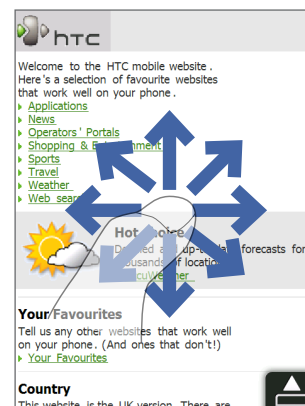 hTC
Welcome to the HTC mobile website.
Here's a selection of favourite websites
that work well on your phone.
Applications
News
Operators' Portals
Shopping &
Sports
Travel
Weather
Web
Hot
forecasts for
Your Favourites
Tell us any other websites that work well
on your phone. (And ones that don't!)
Your Favourites
Country
This website is the UK version. There are